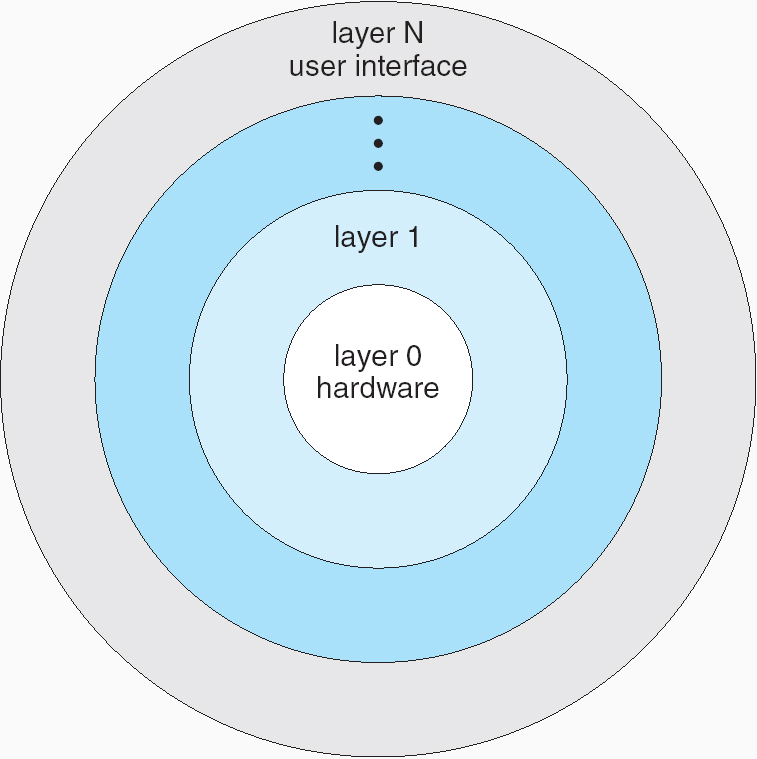 layer N
user interface
layer 1
layer 0
hardware